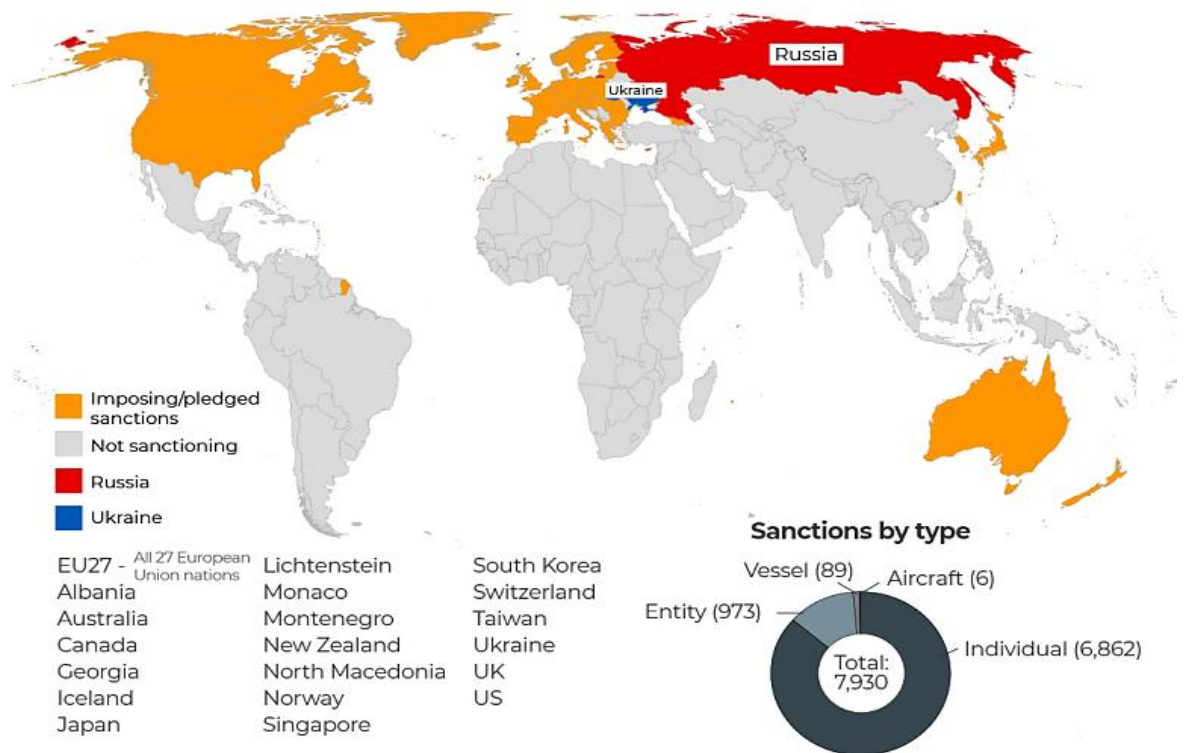 Russia
Ukraine
Imposing/pledged
sanctions
Not sanctioning
Russia
Ukraine
EU27 - All 27 European
Union nations
Albania
Australia
Canada
Georgia
Iceland
Japan
Lichtenstein
Monaco
Montenegro
New Zealand
North Macedonia
Norway
Singapore
South Korea
Switzerland
Taiwan
Ukraine
UK
US
Sanctions by type
Vessel (89)
Aircraft (6)
Entity (973)
Individual (6,862)
Total:
7,930